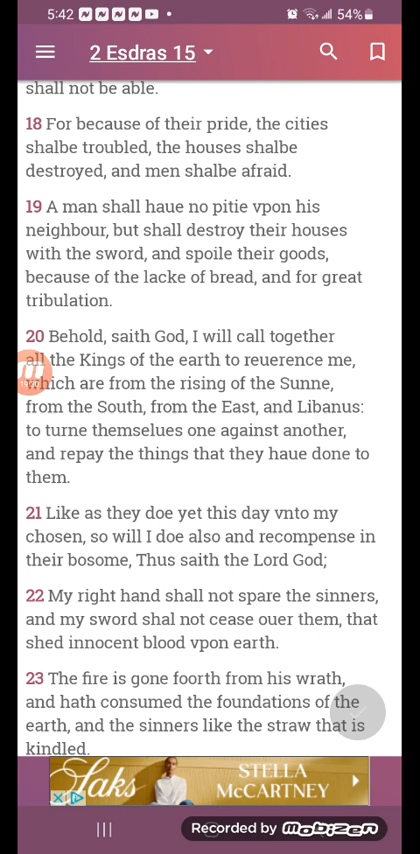 5:42
54%
2 Esdras 15
shall not be able.
18 For because of their pride, the cities
shalbe troubled, the houses shalbe
destroyed, and men shalbe afraid.
19 A man shall haue no pitie vpon his
neighbour, but shall destroy their houses
with the sword, and spoile their goods,
because of the lacke of bread, and for great
tribulation.
20 Behold, saith God, I will call together
all the Kings of the earth to reuerence me,
which are from the rising of the Sunne,
from the South, from the East, and Libanus:
to turne themselues one against another,
and repay the things that they haue done to
them.
21 Like as they doe yet this day vnto my
chosen, so will I doe also and recompense in
their bosome, Thus saith the Lord God;
22 My right hand shall not spare the sinners,
and my sword shal not cease ouer them, that
shed innocent blood vpon earth.
23 The fire is gone foorth from his wrath,
and hath consumed the foundations of the
earth, and the sinners like the straw that is
kindled.
Saks
STELLA
McCARTNEY
Recorded by mobizen